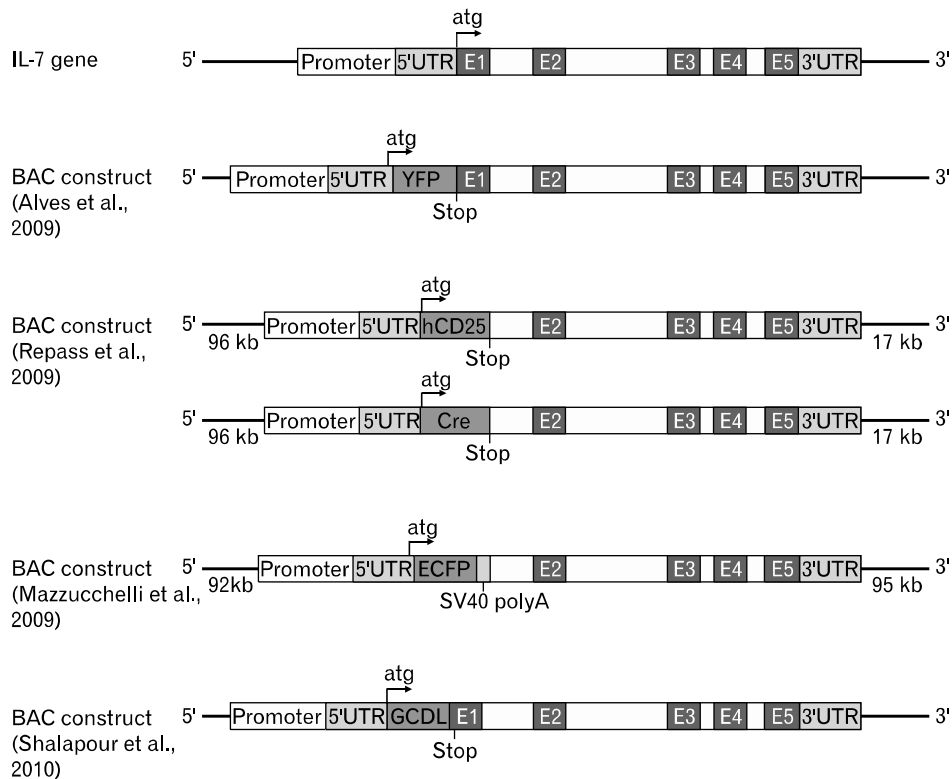 atg
IL-7 gene 5' Promoter 5'UTR E1 E2 E3 E4 E5 3'UTR 3'
atg
BAC construct 5' Promoter 5'UTR YFP E1 E2 E3 E4 E5 3'UTR 3'
(Alves et al., Stop
2009)
atg
BAC construct 5' Promoter 5'UTR hCD25 E2 E3 E4 E5 3'UTR 3'
(Repass et al., 96 kb Stop 17 kb
2009)
atg
5' Promoter 5'UTR Cre E2 E3 E4 E5 3'UTR 3'
96 kb Stop 17 kb
atg
BAC construct 5' Promoter 5'UTR ECFP E2 E3 E4 E5 3'UTR 3'
(Mazzucchelli et al., 92kb SV40 polyA 95 kb
2009)
atg
BAC construct 5' Promoter 5'UTR GCDL E1 E2 E3 E4 E5 3'UTR 3'
(Shalapour et al., Stop
2010)